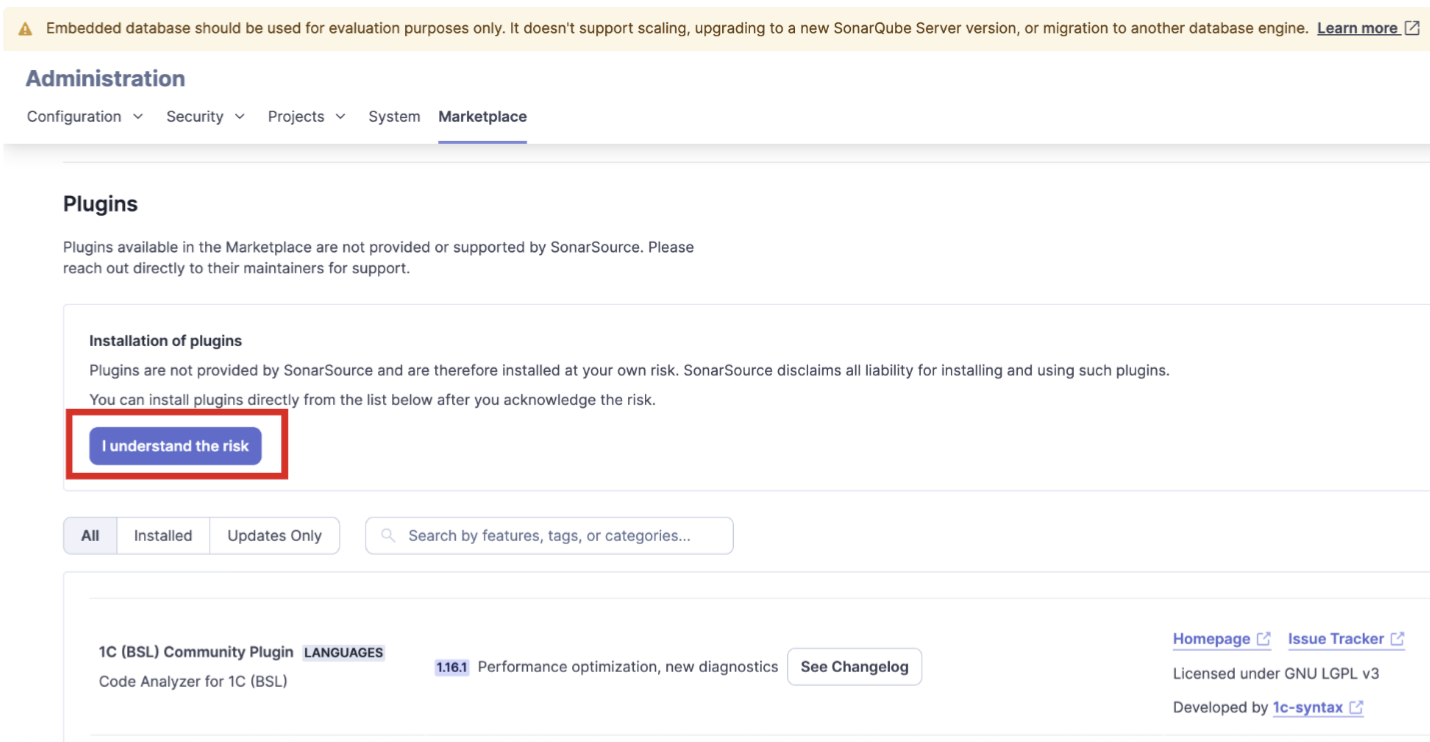 Embedded database should be used for evaluation purposes only. It doesn't support scaling, upgrading to a new SonarQube Server version, or migration to another database engine. Learn more
Administration
Configuration Security Projects System Marketplace
Plugins
Plugins available in the Marketplace are not provided or supported by SonarSource. Please
reach out directly to their maintainers for support.
Installation of plugins
Plugins are not provided by SonarSource and are therefore installed at your own risk. SonarSource disclaims all liability for installing and using such plugins.
You can install plugins directly from the list below after you acknowledge the risk.
I understand the risk
All Installed Updates Only Search by features, tags, or categories...
1C (BSL) Community Plugin LANGUAGES
Code Analyzer for 1C (BSL)
1.16.1 Performance optimization, new diagnostics See Changelog
Homepage Issue Tracker
Licensed under GNU LGPL v3
Developed by 1c-syntax